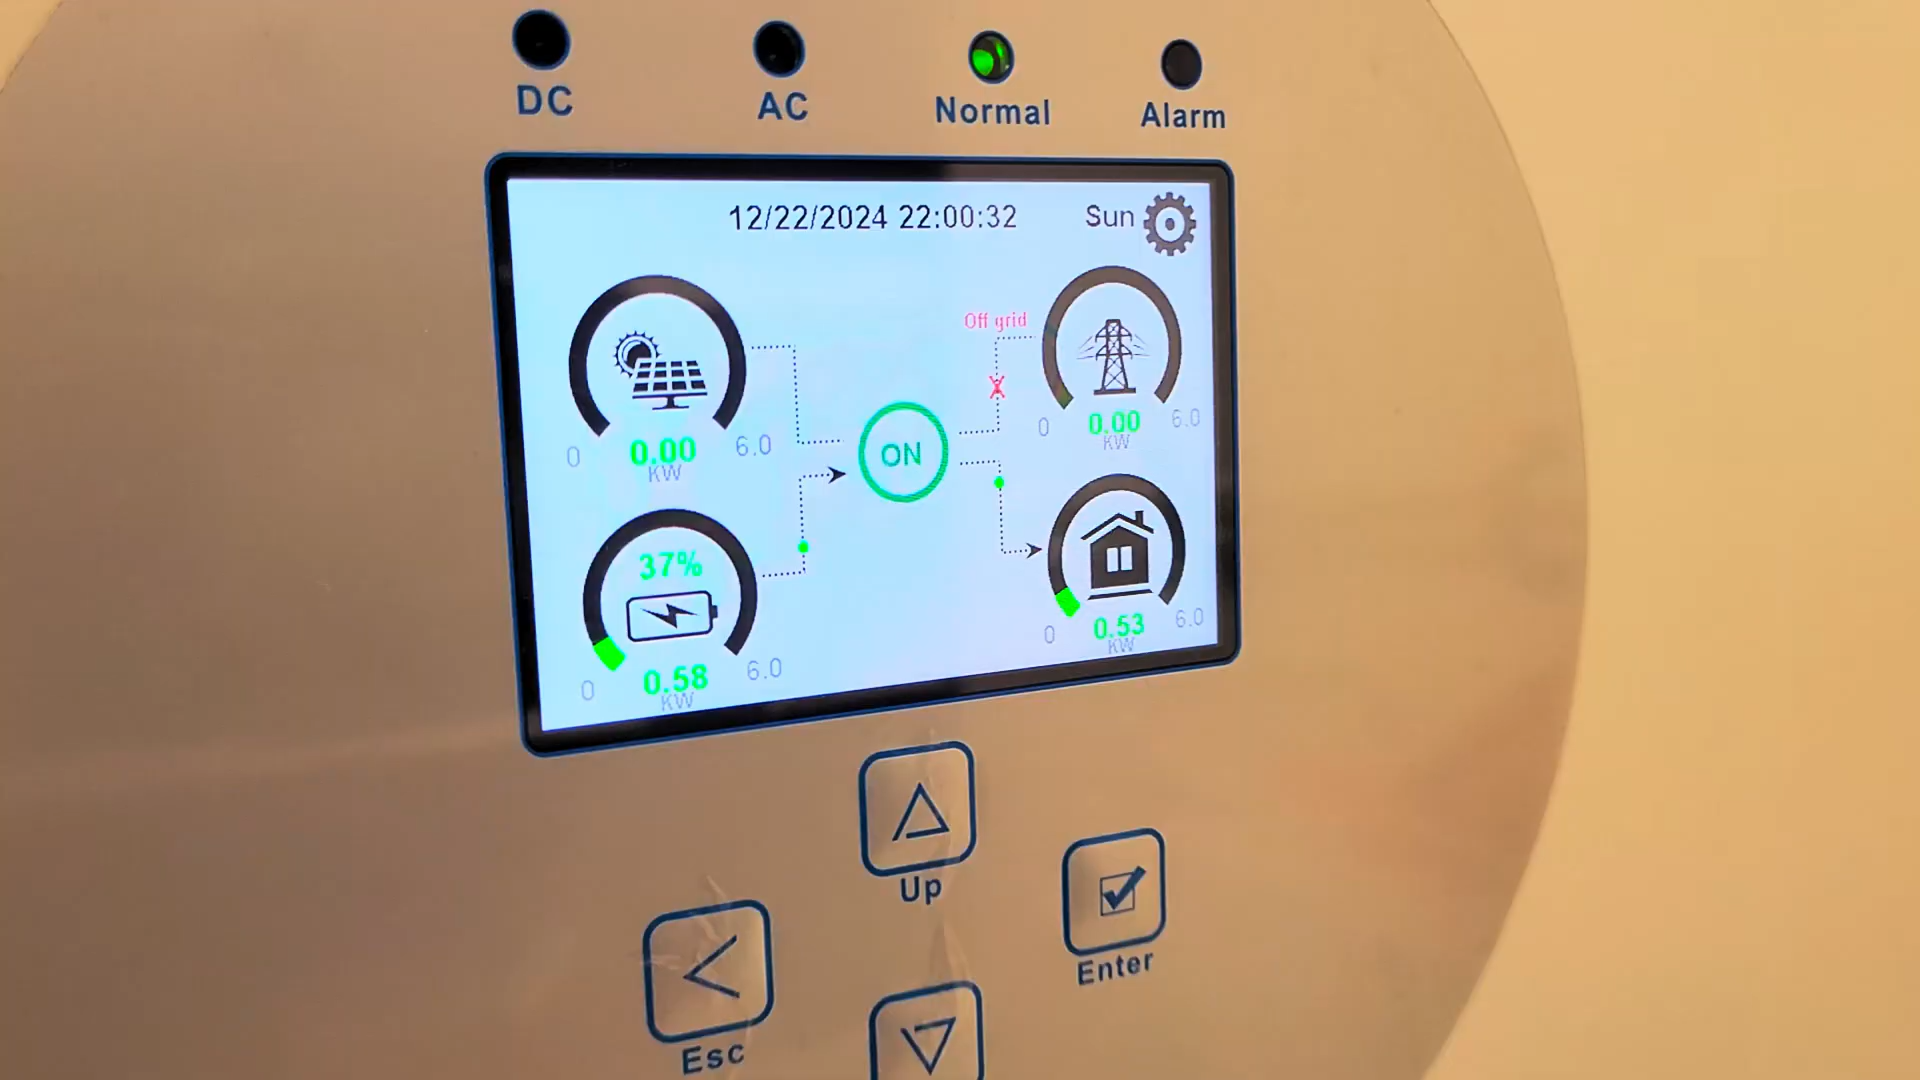 DC
AC
Normal
Alarm
12/22/2024 22:00:32
Sun
Off grid
0
0.00
6.0
KW
0
0.00
6.0
KW
ON
37%
0
0.58
6.0
KW
0
0.53
6.0
KW
Up
Enter
Esc